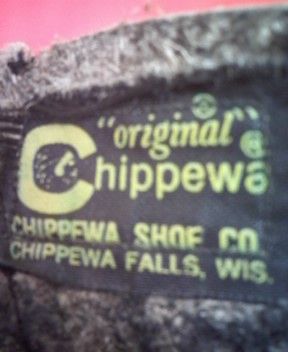 "original"
Chippewa
CHIPPEWA SHOE CO.
CHIPPEWA FALLS, WIS.